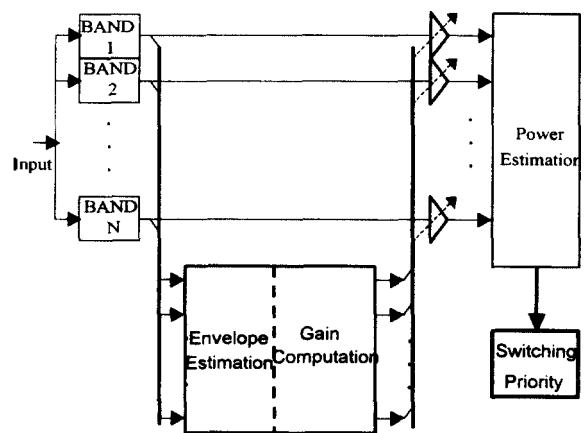 BAND
1
BAND
2
Input
BAND
N
Power
Estimation
Envelope
Estimation
Gain
Computation
Switching
Priority